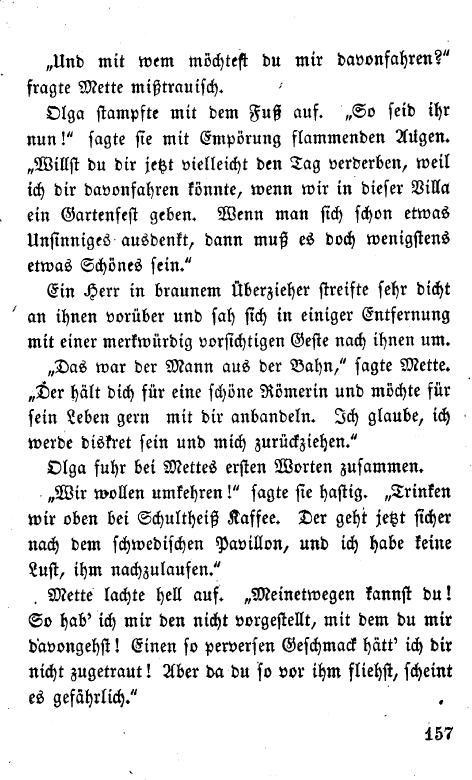 „Und mit wem möchtest du mir davonfahren?“
fragte Mette mißtrauisch.
Olga stampfte mit dem Fuß auf. „So seid ihr
nun!“ sagte sie mit Empörung flammenden Augen.
„Willst du dir jetzt vielleicht den Tag verderben, weil
ich dir davonfahren könnte, wenn wir in dieser Villa
ein Gartenfest geben. Wenn man sich schon etwas
Unsinniges ausdenkt, dann muß es doch wenigstens
etwas Schönes sein.“
Ein Herr in braunem Überzieher streifte sehr dicht
an ihnen vorüber und sah sich in einiger Entfernung
mit einer merkwürdig vorsichtigen Geste nach ihnen um.
„Das war der Mann aus der Bahn,“ sagte Mette.
„Der hält dich für eine schöne Römerin und möchte für
sein Leben gern mit dir anbandeln. Ich glaube, ich
werde diskret sein und mich zurückziehen.“
Olga fuhr bei Mettes ersten Worten zusammen.
„Wir wollen umkehren!“ sagte sie hastig. „Trinken
wir oben bei Schultheiß Kaffee. Der geht jetzt sicher
nach dem schwedischen Pavillon, und ich habe keine
Lust, ihm nachzulaufen.“
Mette lachte hell auf. „Meinetwegen kannst du!
So hab’ ich mir den nicht vorgestellt, mit dem du mir
davongehst! Einen so perversen Geschmack hätt’ ich dir
nicht zugetraut! Aber da du so vor ihm fliehst, scheint
es gefährlich.“
157